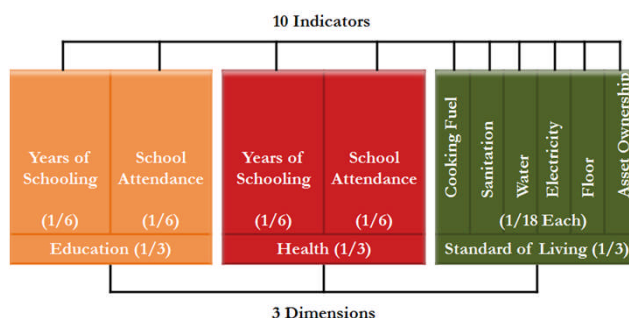 10 Indicators
Years of
Schooling
(1/6)
School
Attendance
(1/6)
Education (1/3)
Years of
Schooling
(1/6)
School
Attendance
(1/6)
Health (1/3)
Cooking Fuel
Sanitation
Water
Electricity
Floor
Asset Ownership
(1/18 Each)
Standard of Living (1/3)
3 Dimensions